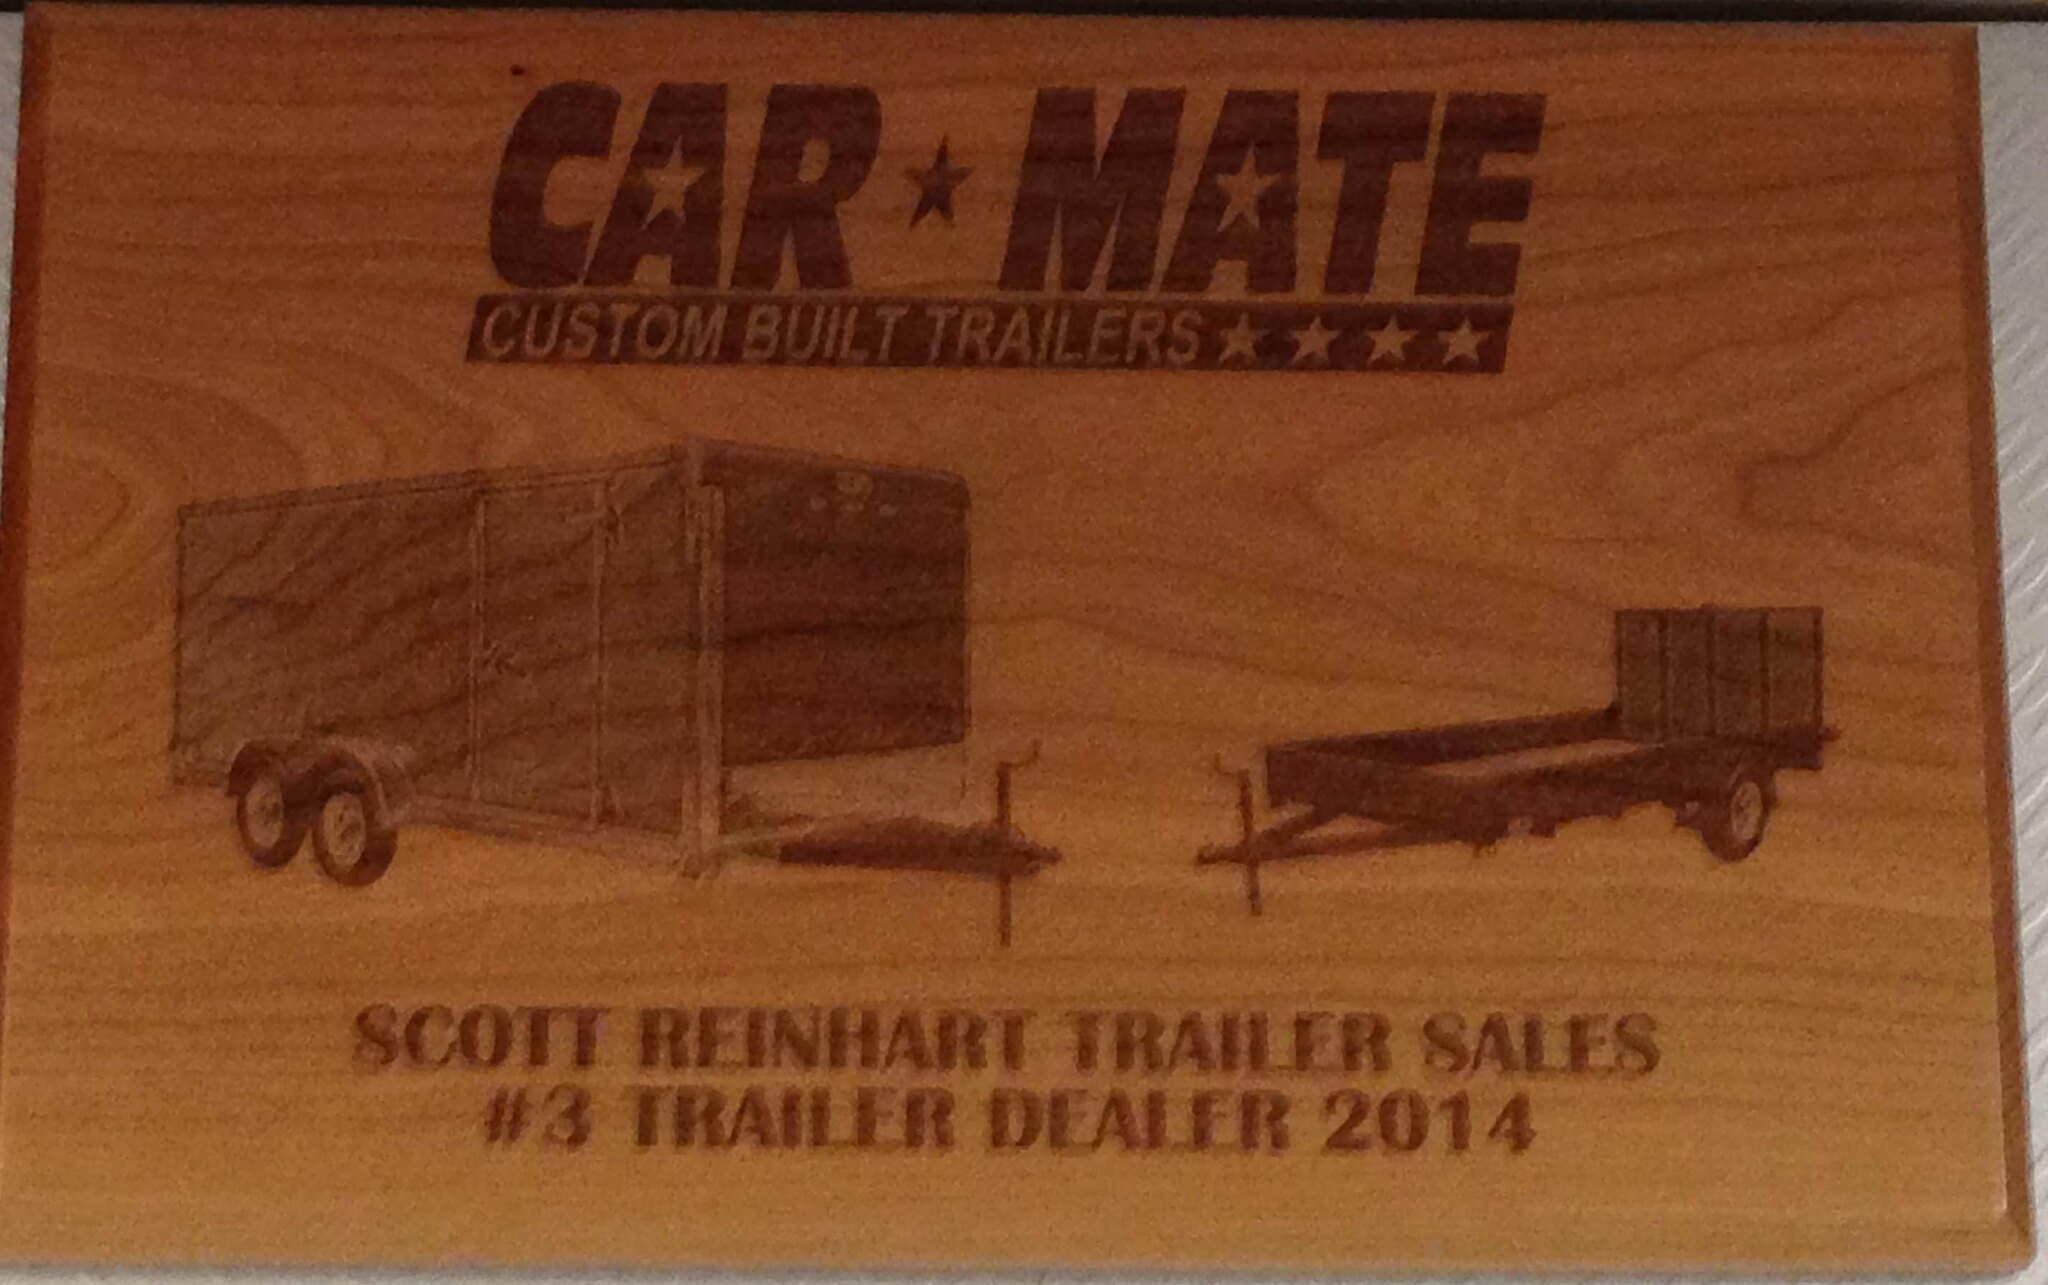 CAR★MATE
CUSTOM BUILT TRAILERS ★★★★
SCOTT REINHART TRAILER SALES
#3 TRAILER DEALER 2014